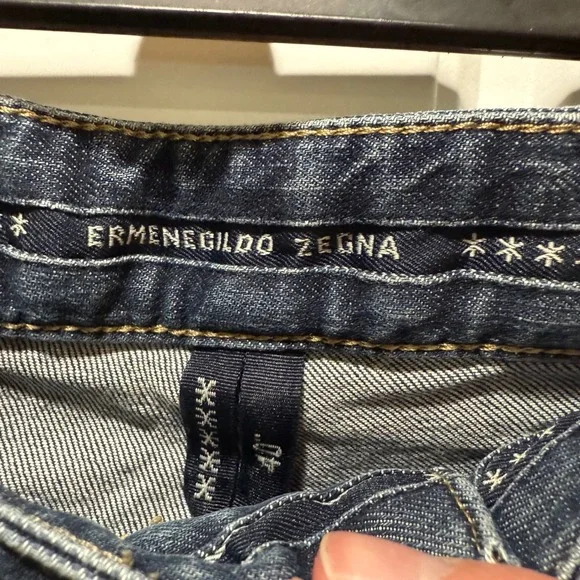 * ERMENEGILDO ZEGNA ****
40"